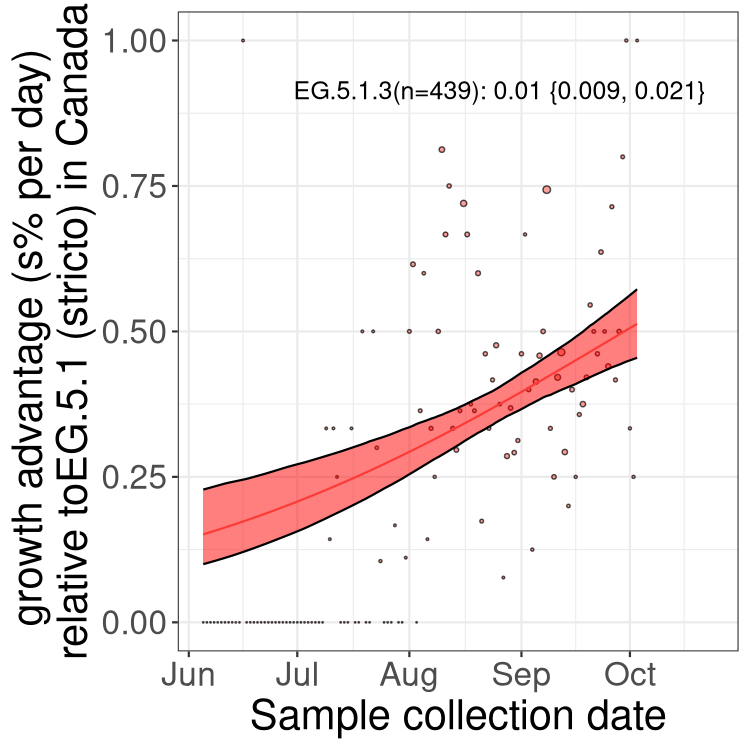 growth advantage (s% per day)
relative toEG.5.1 (stricto) in Canada
1.00
0.75
0.50
0.25
0.00
EG.5.1.3(n=439): 0.01 {0.009, 0.021}
Jun Jul Aug Sep Oct
Sample collection date